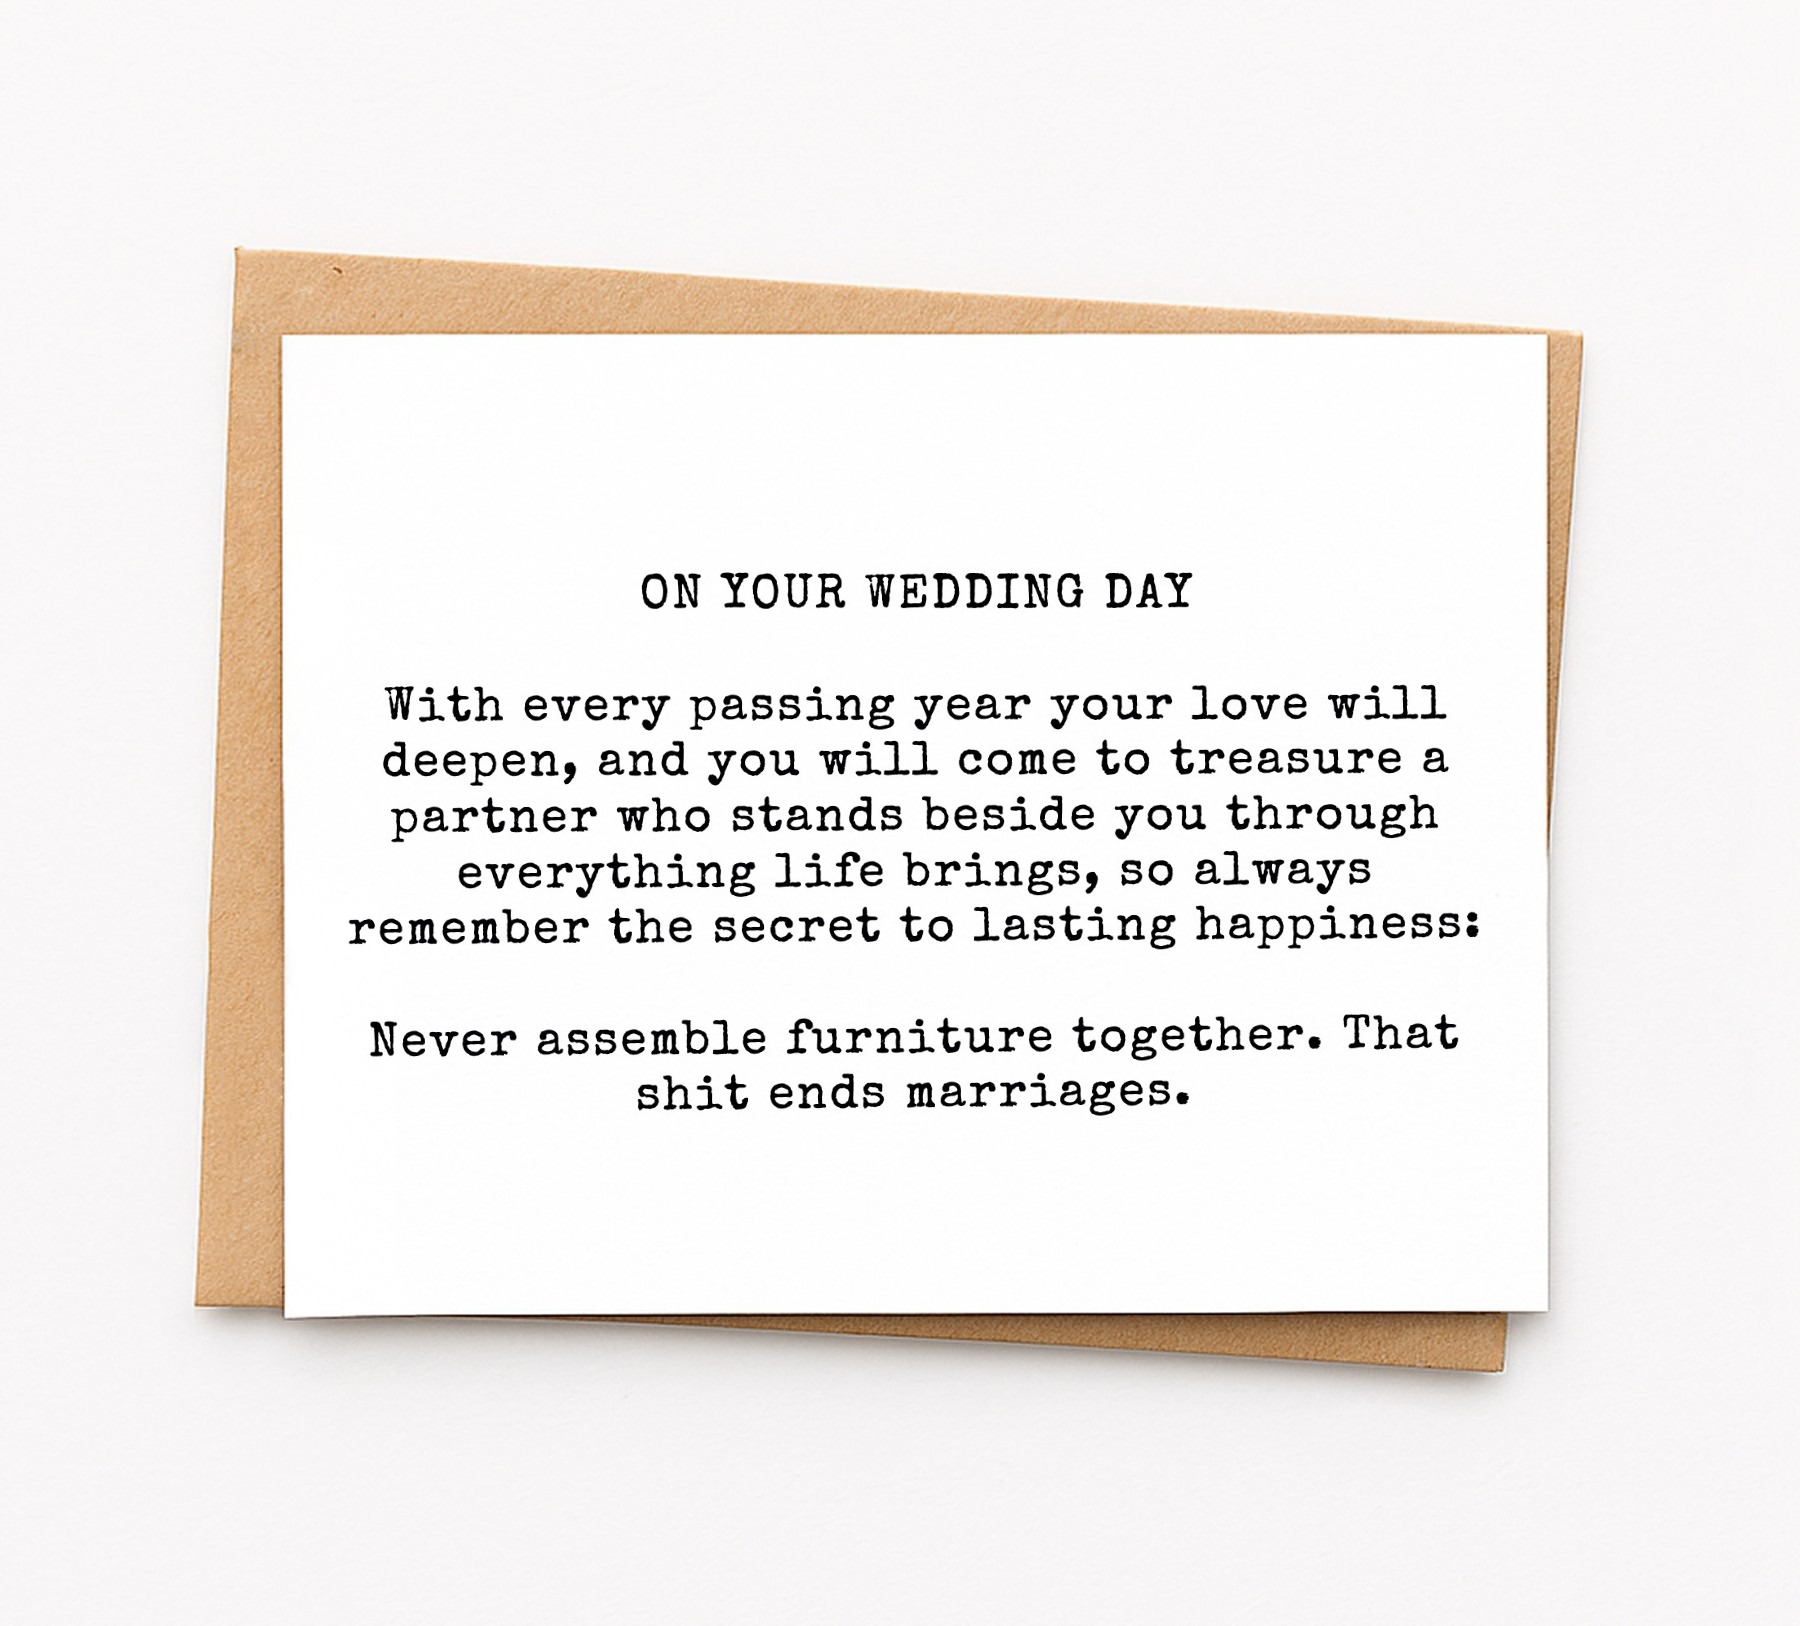 ON YOUR WEDDING DAY
With every passing year your love will
deepen, and you will come to treasure a
partner who stands beside you through
everything life brings, so always
remember the secret to lasting happiness:
Never assemble furniture together. That
shit ends marriages.